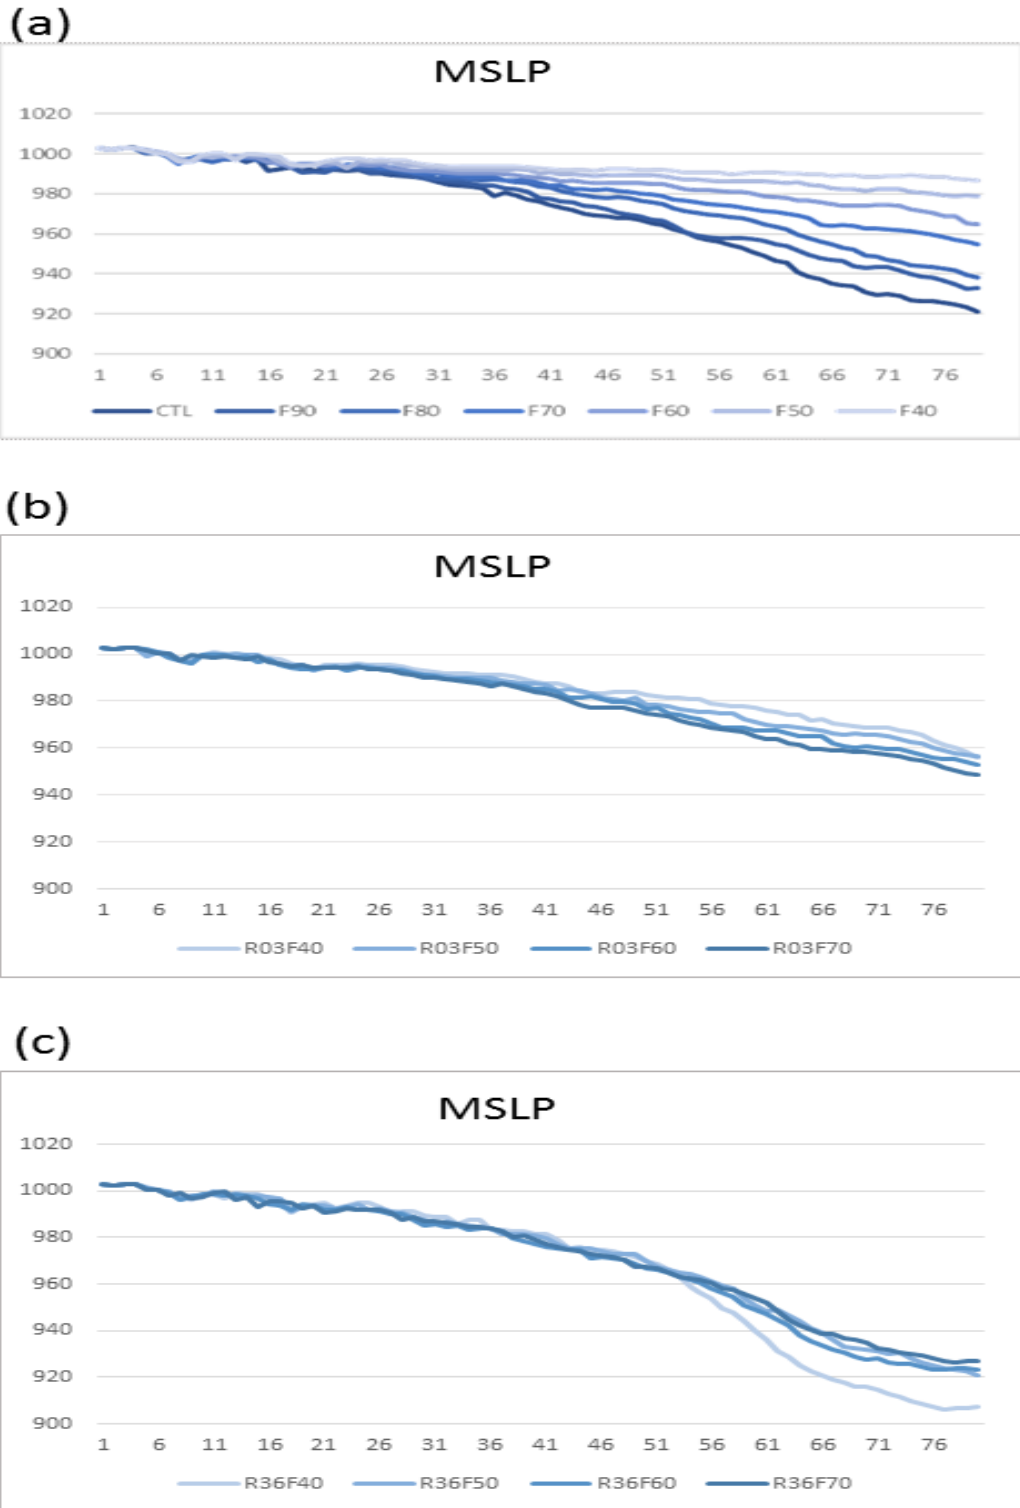 (a)
MSLP
1020
1000
980
960
940
920
900
1 6 11 16 21 26 31 36 41 46 51 56 61 66 71 76
CTL F90 F80 F70 F60 F50 F40
(b)
MSLP
1020
1000
980
960
940
920
900
1 6 11 16 21 26 31 36 41 46 51 56 61 66 71 76
R03F40 R03F50 R03F60 R03F70
(c)
MSLP
1020
1000
980
960
940
920
900
1 6 11 16 21 26 31 36 41 46 51 56 61 66 71 76
R36F40 R36F50 R36F60 R36F70